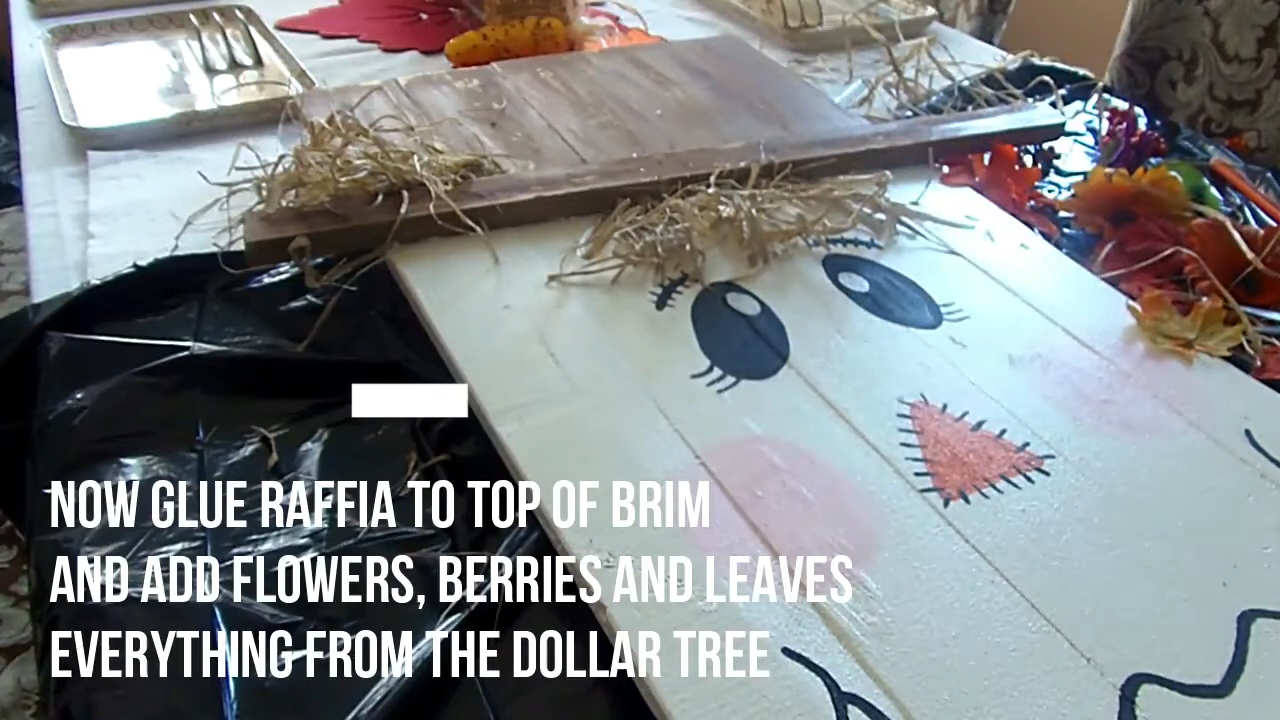 NOW GLUE RAFFIA TO TOP OF BRIM
AND ADD FLOWERS, BERRIES AND LEAVES
EVERYTHING FROM THE DOLLAR TREE